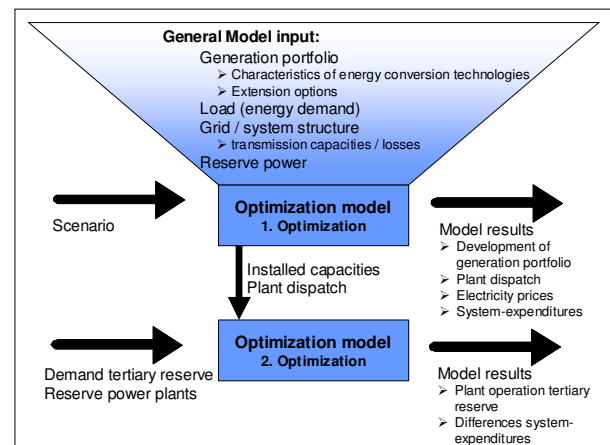 General Model input:
Generation portfolio
➢ Characteristics of energy conversion technologies
➢ Extension options
Load (energy demand)
Grid / system structure
➢ transmission capacities / losses
Reserve power
Scenario
Optimization model
1. Optimization
Model results
➢ Development of
generation portfolio
➢ Plant dispatch
➢ Electricity prices
➢ System-expenditures
Installed capacities
Plant dispatch
Demand tertiary reserve
Reserve power plants
Optimization model
2. Optimization
Model results
➢ Plant operation tertiary
reserve
➢ Differences system-
expenditures